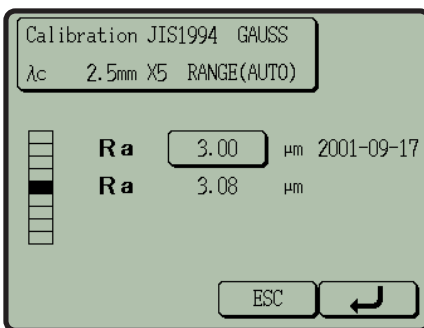 Calibration JIS1994 GAUSS
λc 2.5mm X5 RANGE(AUTO)
Ra 3.00 µm 2001-09-17
Ra 3.08 µm
ESC